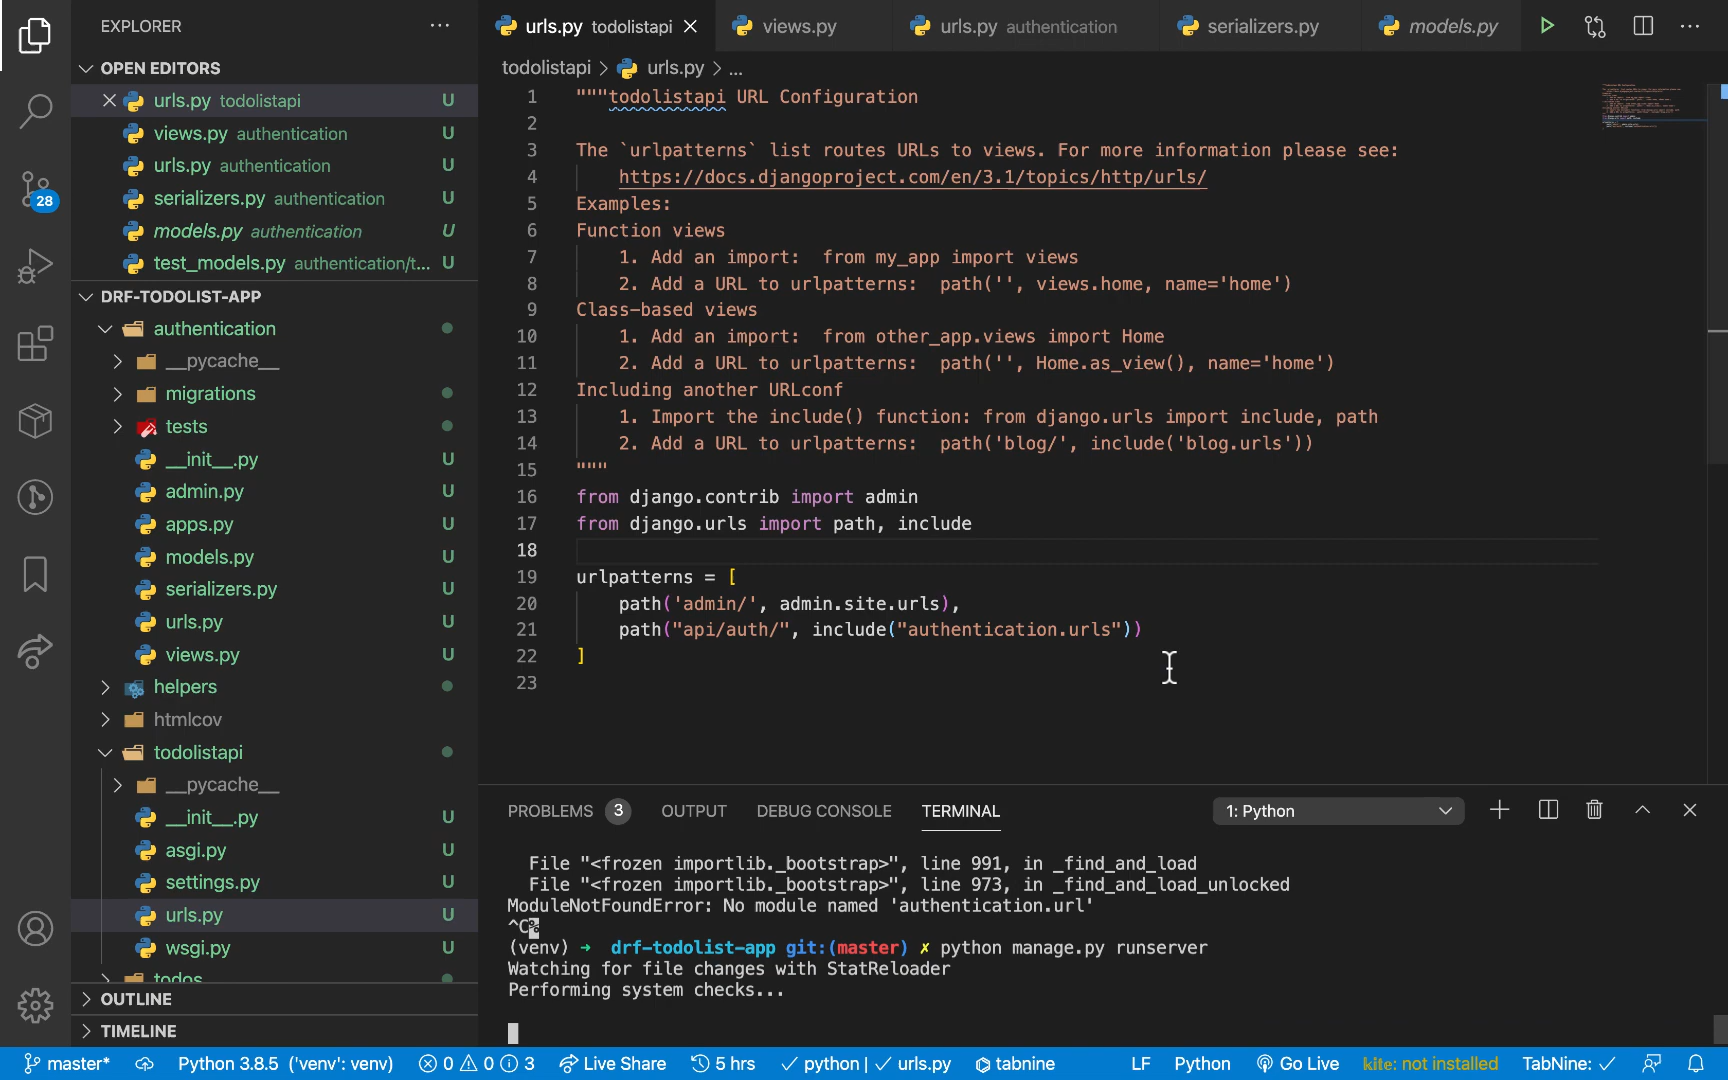 EXPLORER
OPEN EDITORS
urls.py todolistapi U
views.py authentication U
urls.py authentication U
serializers.py authentication U
models.py authentication U
test_models.py authentication/t... U
DRF-TODOLIST-APP
authentication
__pycache__
migrations
tests
__init__.py U
admin.py U
apps.py U
models.py U
serializers.py U
urls.py U
views.py U
helpers
htmlcov
todolistapi
__pycache__
__init__.py U
asgi.py U
settings.py U
urls.py U
wsgi.py U
todos
OUTLINE
TIMELINE
28
urls.py todolistapi views.py urls.py authentication serializers.py models.py
todolistapi > urls.py > ...
1 """todolistapi URL Configuration
2
3 The `urlpatterns` list routes URLs to views. For more information please see:
4 https://docs.djangoproject.com/en/3.1/topics/http/urls/
5 Examples:
6 Function views
7 1. Add an import:  from my_app import views
8 2. Add a URL to urlpatterns:  path('', views.home, name='home')
9 Class-based views
10 1. Add an import:  from other_app.views import Home
11 2. Add a URL to urlpatterns:  path('', Home.as_view(), name='home')
12 Including another URLconf
13 1. Import the include() function: from django.urls import include, path
14 2. Add a URL to urlpatterns:  path('blog/', include('blog.urls'))
15 """
16 from django.contrib import admin
17 from django.urls import path, include
18
19 urlpatterns = [
20 path('admin/', admin.site.urls),
21 path("api/auth/", include("authentication.urls"))
22 ]
23
PROBLEMS 3 OUTPUT DEBUG CONSOLE TERMINAL 1: Python
File "<frozen importlib._bootstrap>", line 991, in _find_and_load
File "<frozen importlib._bootstrap>", line 973, in _find_and_load_unlocked
ModuleNotFoundError: No module named 'authentication.url'
^C%
(venv) → drf-todolist-app git:(master) ✗ python manage.py runserver
Watching for file changes with StatReloader
Performing system checks...
master* Python 3.8.5 ('venv': venv) 0 0 3 Live Share 5 hrs ✓ python | ✓ urls.py tabnine LF Python Go Live kite: not installed TabNine: ✓